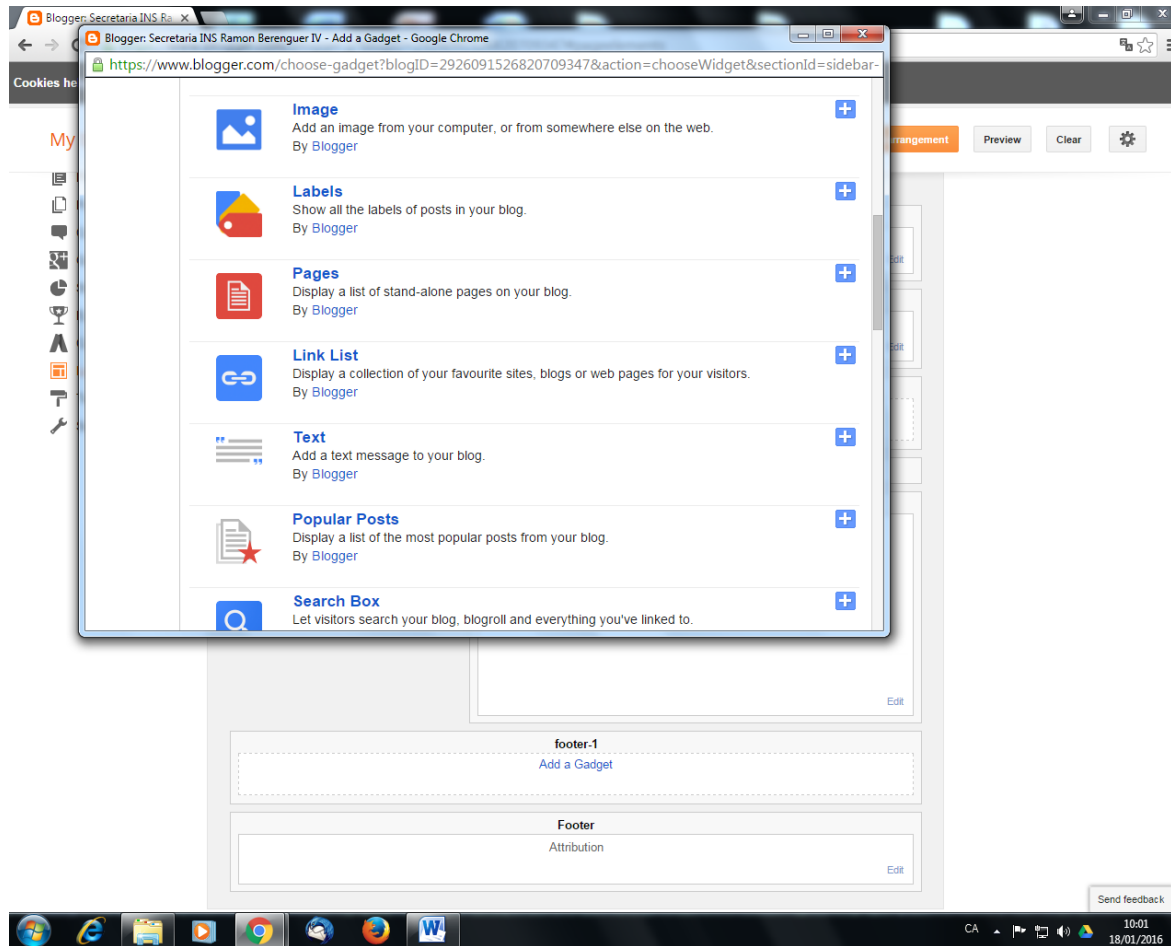 Blogger: Secretaria INS Ra
Blogger: Secretaria INS Ramon Berenguer IV - Add a Gadget - Google Chrome
https://www.blogger.com/choose-gadget?blogID=2926091526820709347&action=chooseWidget&sectionId=sidebar-
Cookies he
My
rrangement
Preview
Clear
Image
Add an image from your computer, or from somewhere else on the web.
By Blogger
Labels
Show all the labels of posts in your blog.
By Blogger
Edit
Pages
Display a list of stand-alone pages on your blog.
By Blogger
Link List
Display a collection of your favourite sites, blogs or web pages for your visitors.
By Blogger
Edit
Text
Add a text message to your blog.
By Blogger
Popular Posts
Display a list of the most popular posts from your blog.
By Blogger
Search Box
Let visitors search your blog, blogroll and everything you've linked to.
Edit
footer-1
Add a Gadget
Footer
Attribution
Edit
Send feedback
CA
10:01
18/01/2016